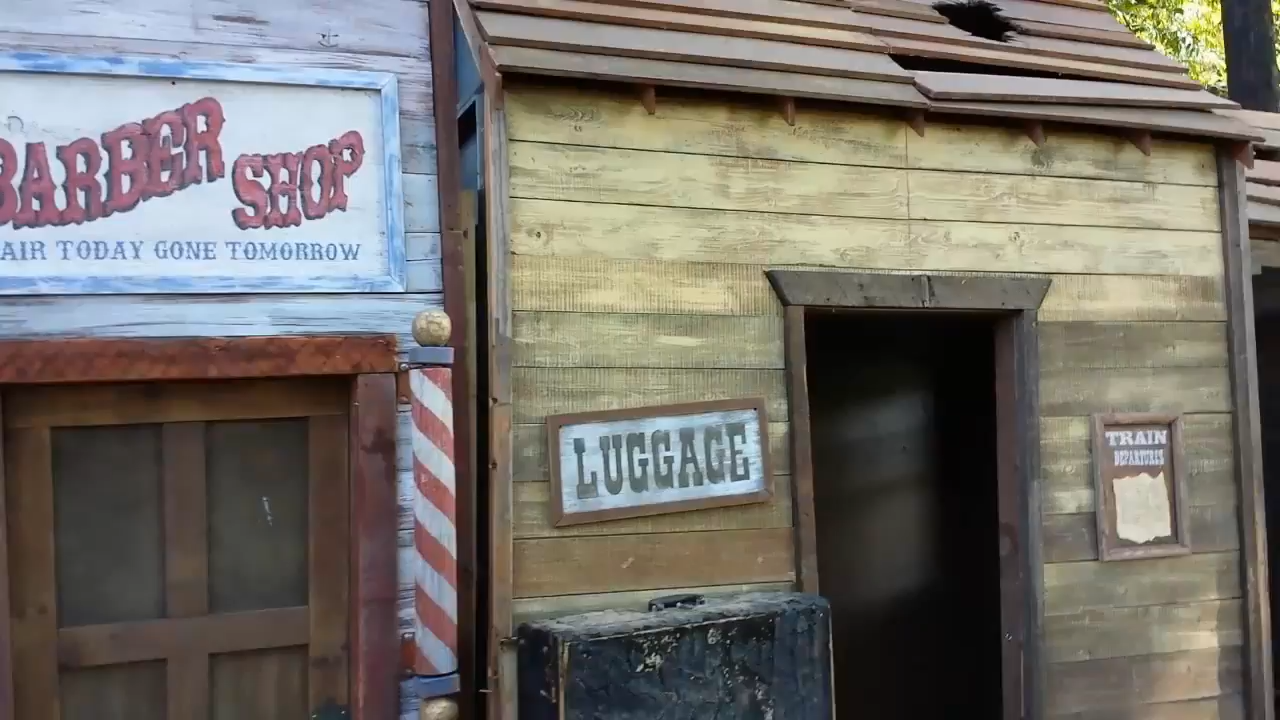 BARBER SHOP
AIR TODAY GONE TOMORROW
LUGGAGE
TRAIN
DEPARTURES